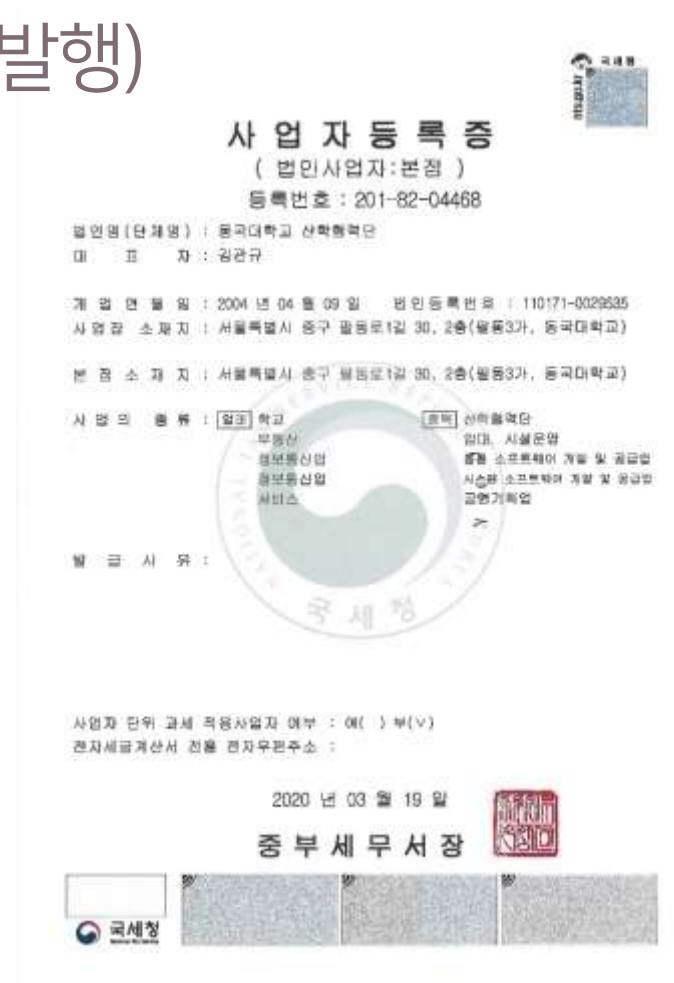 발행)
국세청
nts.go.kr
사업자등록증
( 법인사업자:본점 )
등록번호 : 201-82-04468
법인명(단체명) : 동국대학교 산학협력단
대 표 자 : 김관규
개 업 연 월 일 : 2004 년 04 월 09 일 법인등록번호 : 110171-0029535
사업장 소재지 : 서울특별시 중구 필동로1길 30, 2층(필동3가, 동국대학교)
본 점 소 재 지 : 서울특별시 중구 필동로1길 30, 2층(필동3가, 동국대학교)
사 업 의 종 류 : 업태 학교 종목 산학협력단
부동산 임대, 시설운영
정보통신업 응용 소프트웨어 개발 및 공급업
정보통신업 시스템 소프트웨어 개발 및 공급업
서비스 공연기획업
발 급 사 유 :
국세청
사업자 단위 과세 적용사업자 여부 : 여( ) 부(∨)
전자세금계산서 전용 전자우편주소 :
2020 년 03 월 19 일
중부세무서장
국세청